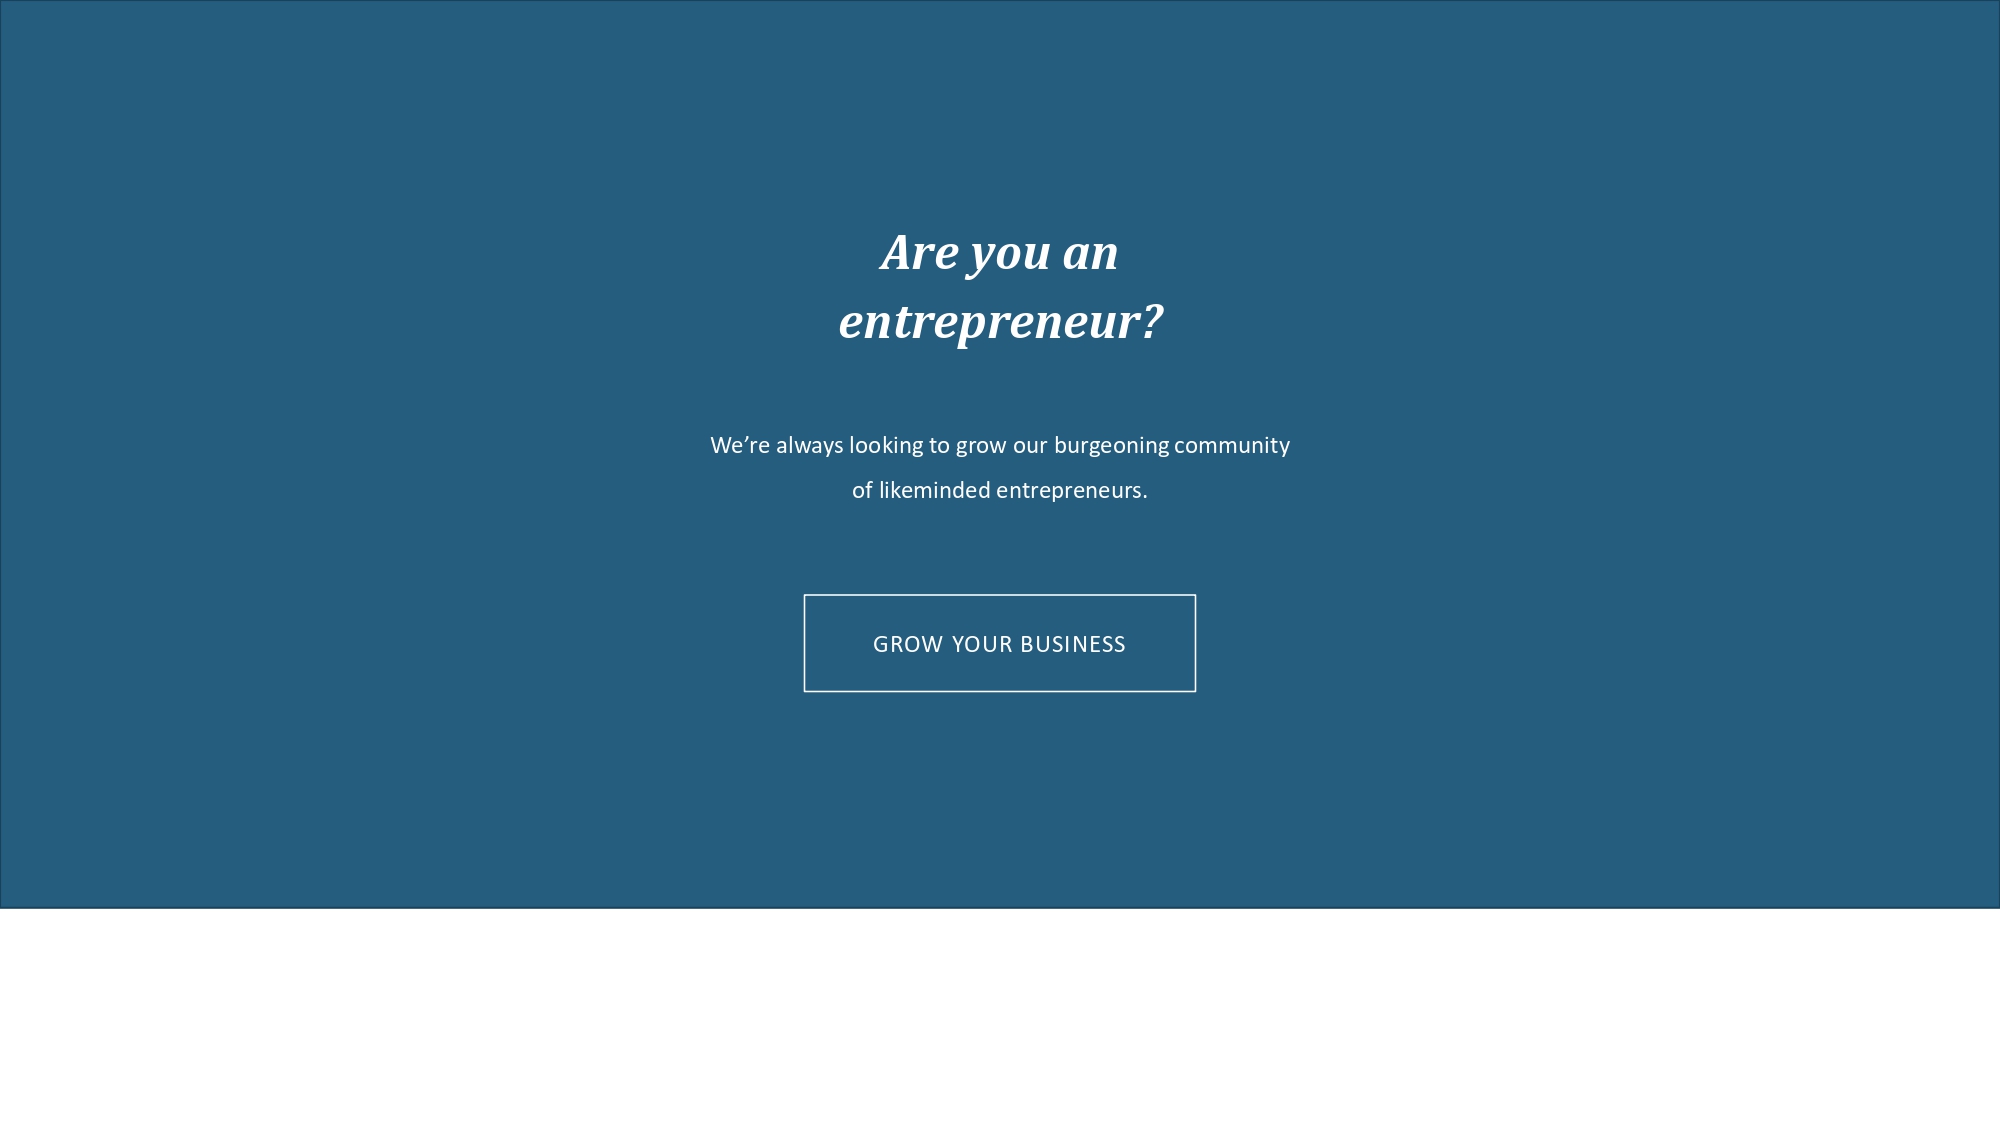 Are you an
entrepreneur?
We’re always looking to grow our burgeoning community
of likeminded entrepreneurs.
GROW YOUR BUSINESS